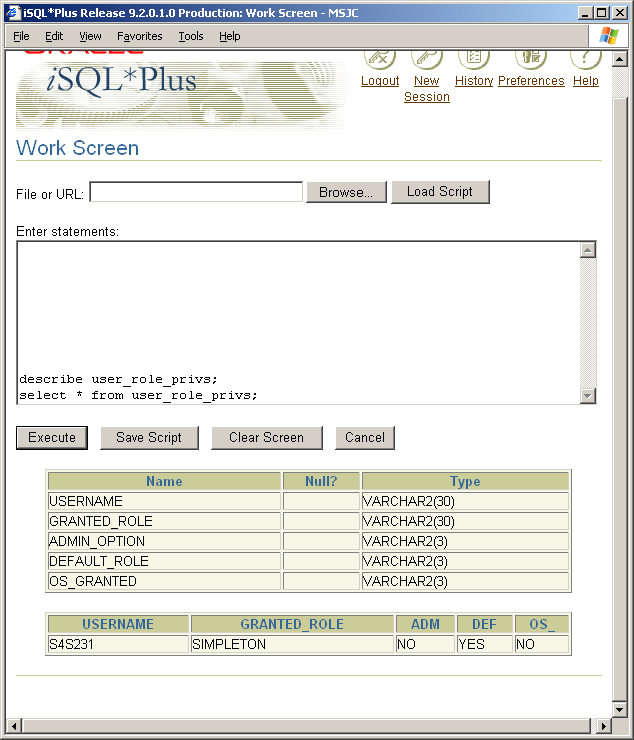 iSQL*Plus Release 9.2.0.1.0 Production: Work Screen - MSJC
File Edit View Favorites Tools Help
ORACLE
iSQL*Plus
Logout New Session History Preferences Help
Work Screen
File or URL: Browse... Load Script
Enter statements:
describe user_role_privs;
select * from user_role_privs;
Execute Save Script Clear Screen Cancel
Name Null? Type
USERNAME VARCHAR2(30)
GRANTED_ROLE VARCHAR2(30)
ADMIN_OPTION VARCHAR2(3)
DEFAULT_ROLE VARCHAR2(3)
OS_GRANTED VARCHAR2(3)
USERNAME GRANTED_ROLE ADM DEF OS_
S4S231 SIMPLETON NO YES NO